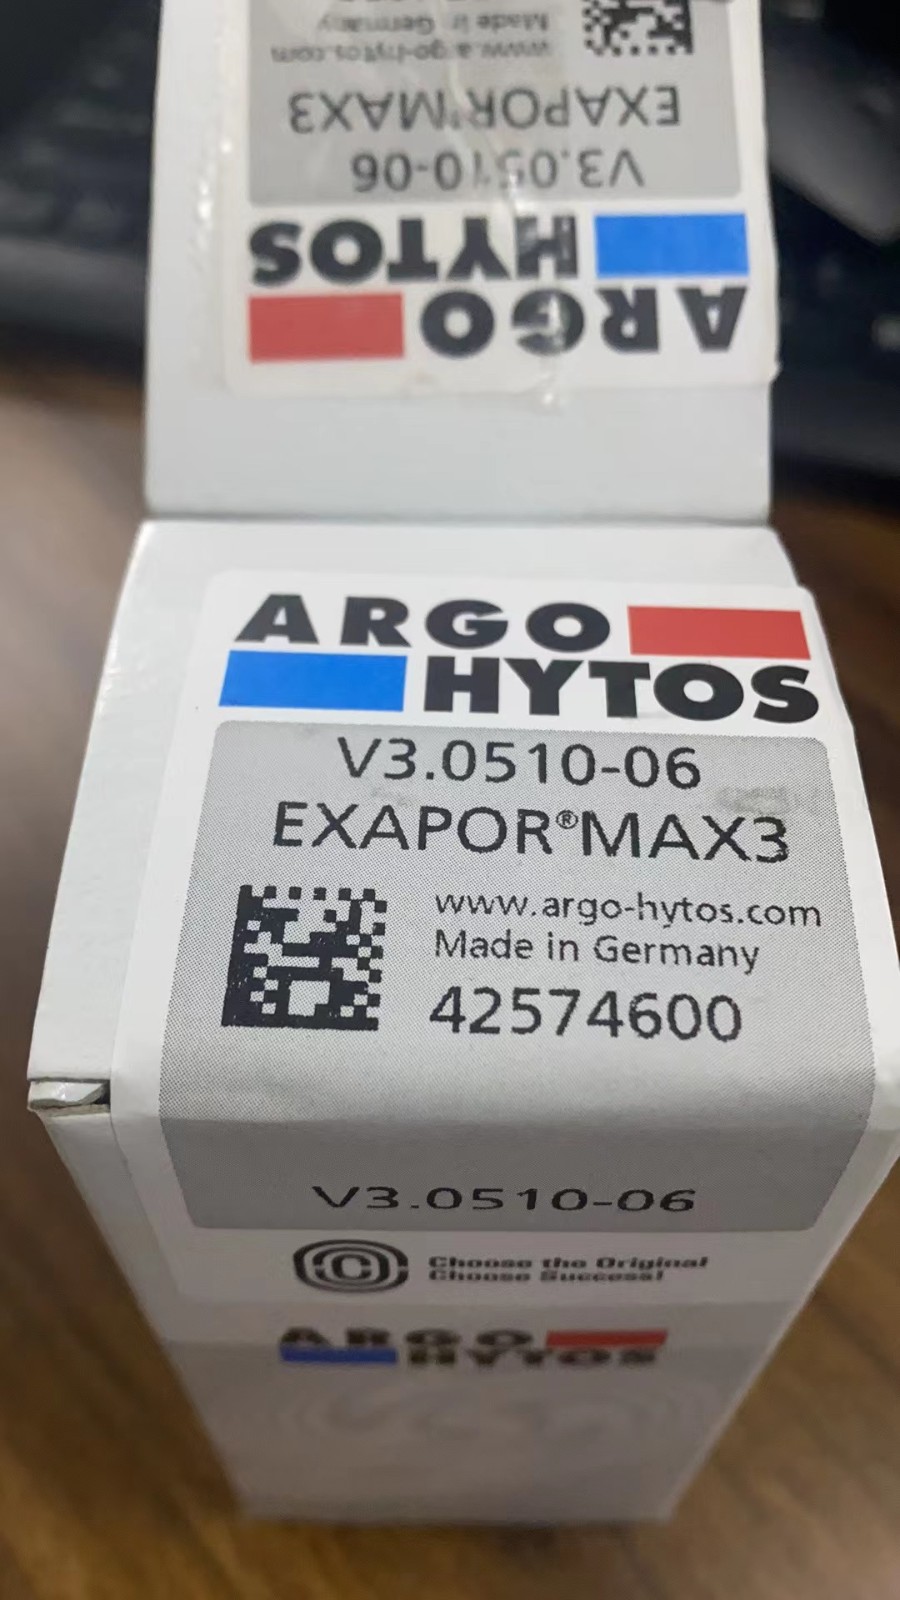 www.argo-hytos.com
Made in Germany
EXAPOR®MAX3
V3.0510-06
ARGO
HYTOS
ARGO
HYTOS
V3.0510-06
EXAPOR®MAX3
www.argo-hytos.com
Made in Germany
42574600
V3.0510-06
Choose the Original
Choose Success!
ARGO
HYTOS